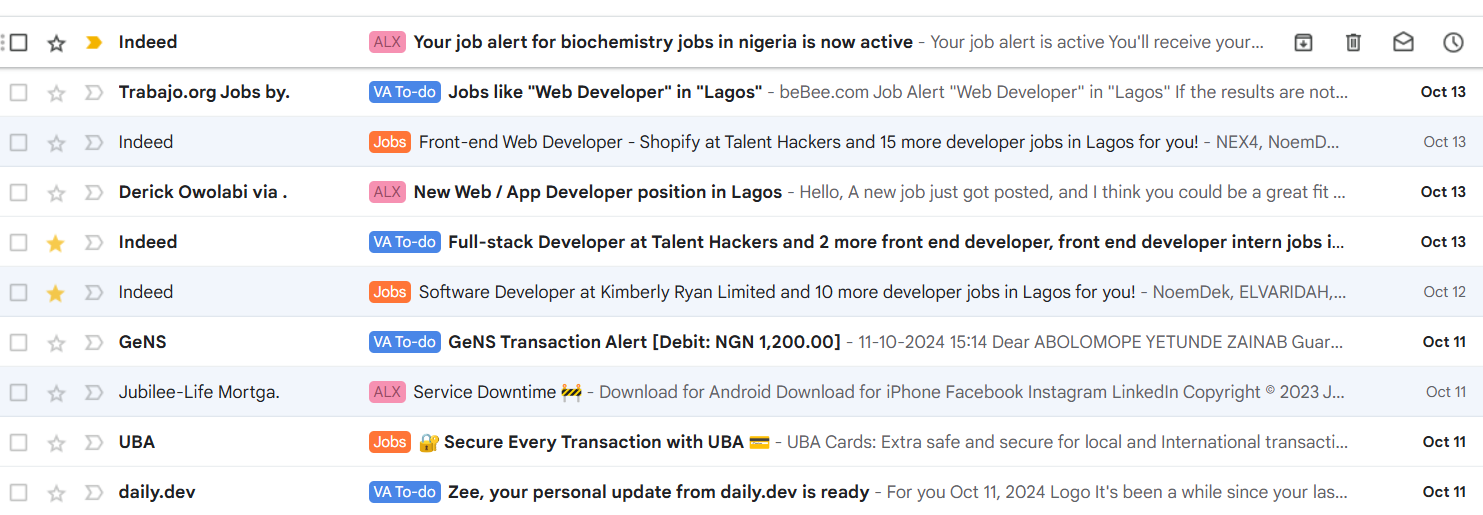 Indeed ALX Your job alert for biochemistry jobs in nigeria is now active - Your job alert is active You'll receive your...
Trabajo.org Jobs by. VA To-do Jobs like "Web Developer" in "Lagos" - beBee.com Job Alert "Web Developer" in "Lagos" If the results are not... Oct 13
Indeed Jobs Front-end Web Developer - Shopify at Talent Hackers and 15 more developer jobs in Lagos for you! - NEX4, NoemD... Oct 13
Derick Owolabi via . ALX New Web / App Developer position in Lagos - Hello, A new job just got posted, and I think you could be a great fit ... Oct 13
Indeed VA To-do Full-stack Developer at Talent Hackers and 2 more front end developer, front end developer intern jobs i... Oct 13
Indeed Jobs Software Developer at Kimberly Ryan Limited and 10 more developer jobs in Lagos for you! - NoemDek, ELVARIDAH,... Oct 12
GeNS VA To-do GeNS Transaction Alert [Debit: NGN 1,200.00] - 11-10-2024 15:14 Dear ABOLOMOPE YETUNDE ZAINAB Guar... Oct 11
Jubilee-Life Mortga. ALX Service Downtime 🚧 - Download for Android Download for iPhone Facebook Instagram LinkedIn Copyright © 2023 J... Oct 11
UBA Jobs 🔐 Secure Every Transaction with UBA 💳 - UBA Cards: Extra safe and secure for local and International transacti... Oct 11
daily.dev VA To-do Zee, your personal update from daily.dev is ready - For you Oct 11, 2024 Logo It's been a while since your las... Oct 11